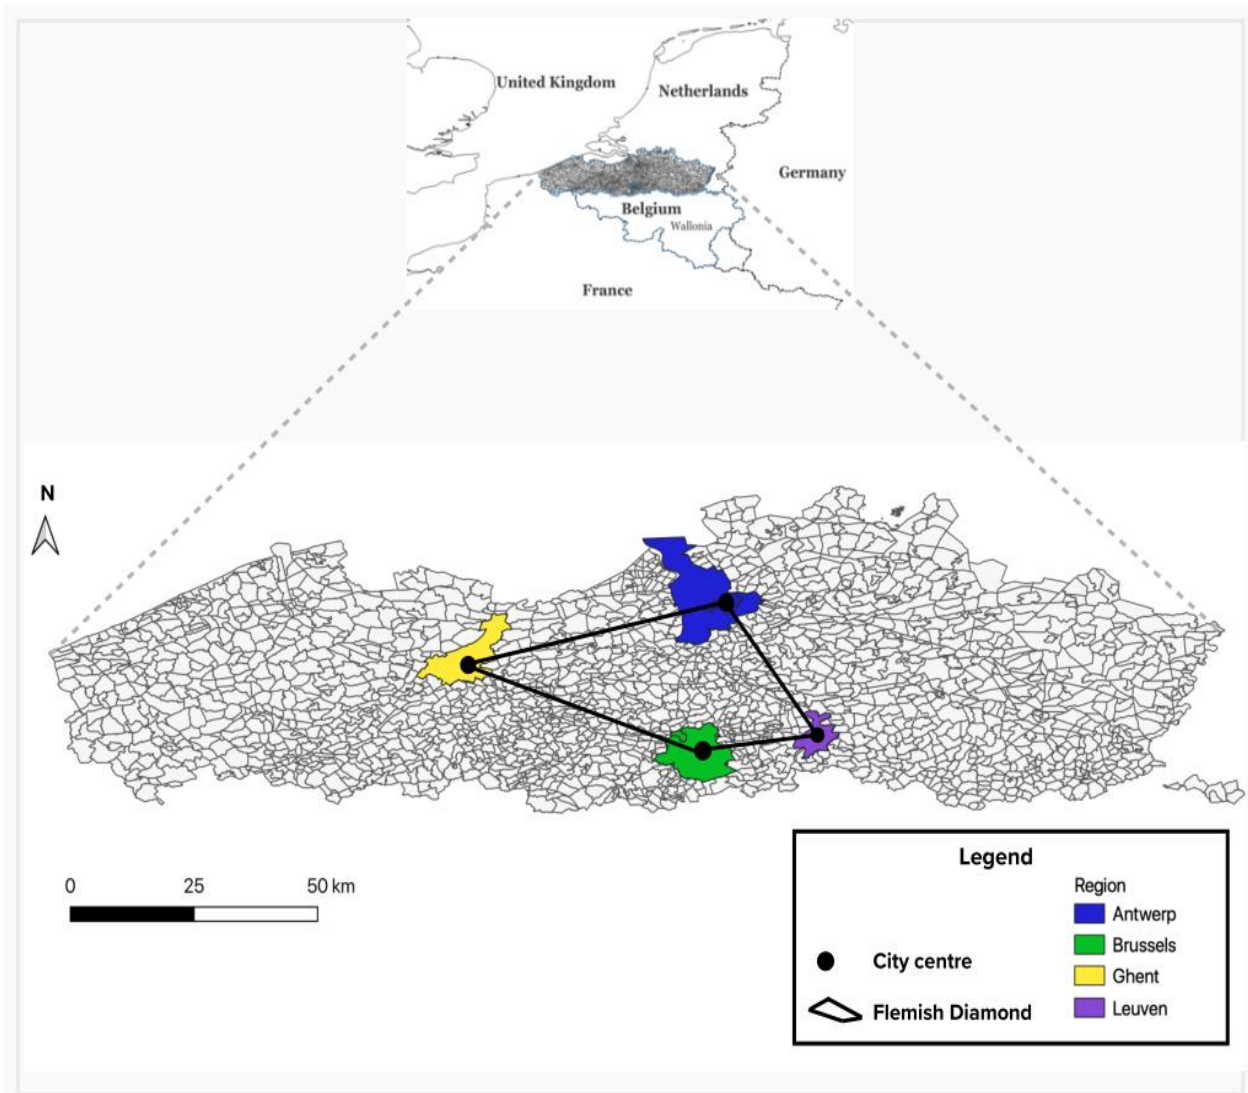 United Kingdom
Netherlands
Germany
Belgium
Wallonia
France
N
0 25 50 km
Legend
Region
Antwerp
Brussels
City centre
Ghent
Flemish Diamond
Leuven